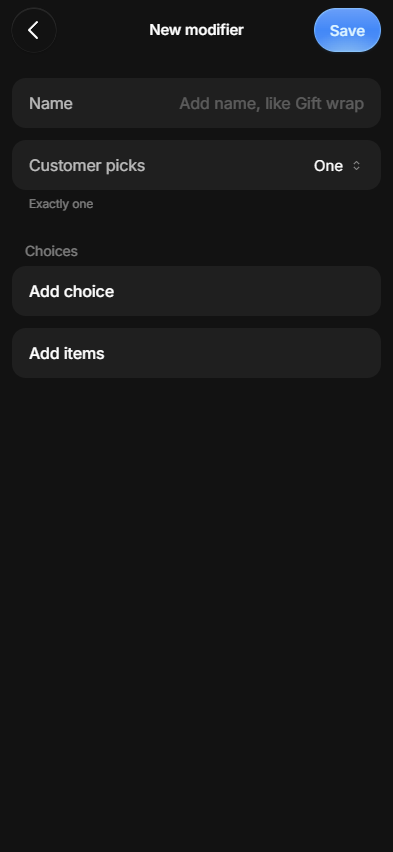 New modifier
Save
Name
Add name, like Gift wrap
Customer picks
One
Exactly one
Choices
Add choice
Add items